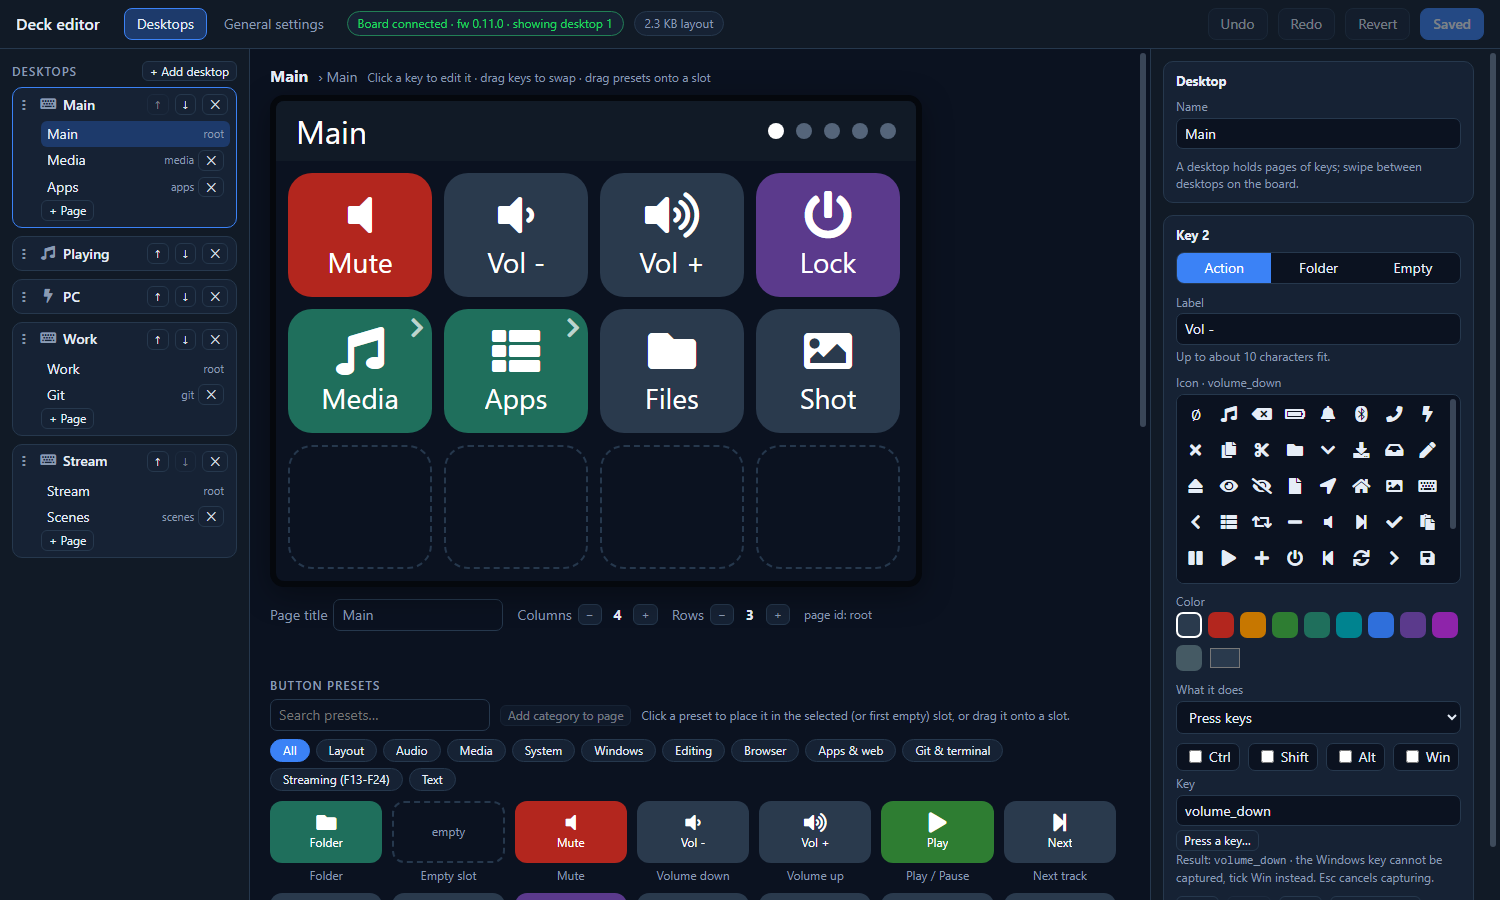 Deck editor
Desktops
General settings
Board connected · fw 0.11.0 · showing desktop 1
2.3 KB layout
Undo
Redo
Revert
Saved
DESKTOPS
+ Add desktop
Main
Main root
Media media
Apps apps
+ Page
Playing
PC
Work
Work root
Git git
+ Page
Stream
Stream root
Scenes scenes
+ Page
Main › Main Click a key to edit it · drag keys to swap · drag presets onto a slot
Main
Mute
Vol -
Vol +
Lock
Media
Apps
Files
Shot
Page title Main Columns − 4 + Rows − 3 + page id: root
BUTTON PRESETS
Search presets...
Add category to page
Click a preset to place it in the selected (or first empty) slot, or drag it onto a slot.
All
Layout
Audio
Media
System
Windows
Editing
Browser
Apps & web
Git & terminal
Streaming (F13-F24)
Text
Folder
empty
Mute
Vol -
Vol +
Play
Next
Folder
Empty slot
Mute
Volume down
Volume up
Play / Pause
Next track
Desktop
Name
Main
A desktop holds pages of keys; swipe between
desktops on the board.
Key 2
Action
Folder
Empty
Label
Vol -
Up to about 10 characters fit.
Icon · volume_down
Color
What it does
Press keys
Ctrl
Shift
Alt
Win
Key
volume_down
Press a key...
Result: volume_down · the Windows key cannot be
captured, tick Win instead. Esc cancels capturing.